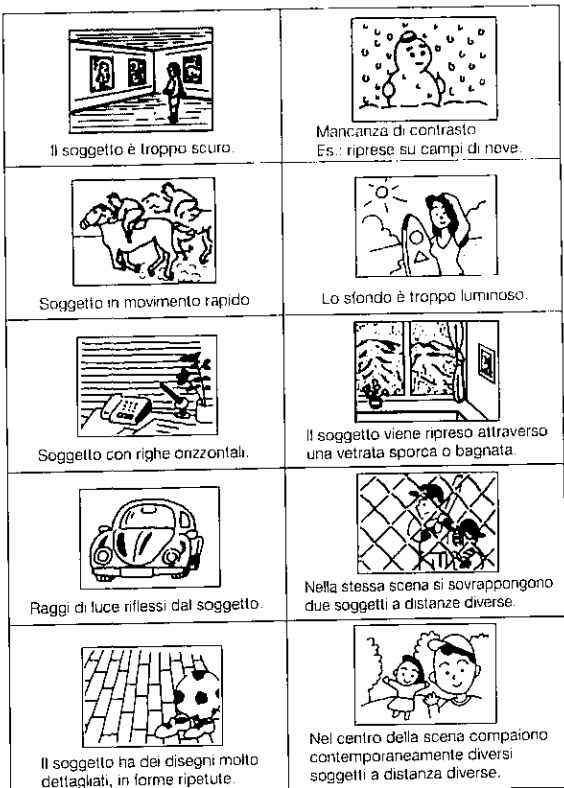 Il soggetto è troppo scuro.
Mancanza di contrasto
Es.: riprese su campi di neve.
Soggetto in movimento rapido
Lo sfondo è troppo luminoso.
Soggetto con righe orizzontali.
Il soggetto viene ripreso attraverso
una vetrata sporca o bagnata.
Raggi di luce riflessi dal soggetto.
Nella stessa scena si sovrappongono
due soggetti a distanze diverse.
Il soggetto ha dei disegni molto
dettagliati, in forme ripetute.
Nel centro della scena compaiono
contemporaneamente diversi
soggetti a distanza diverse.